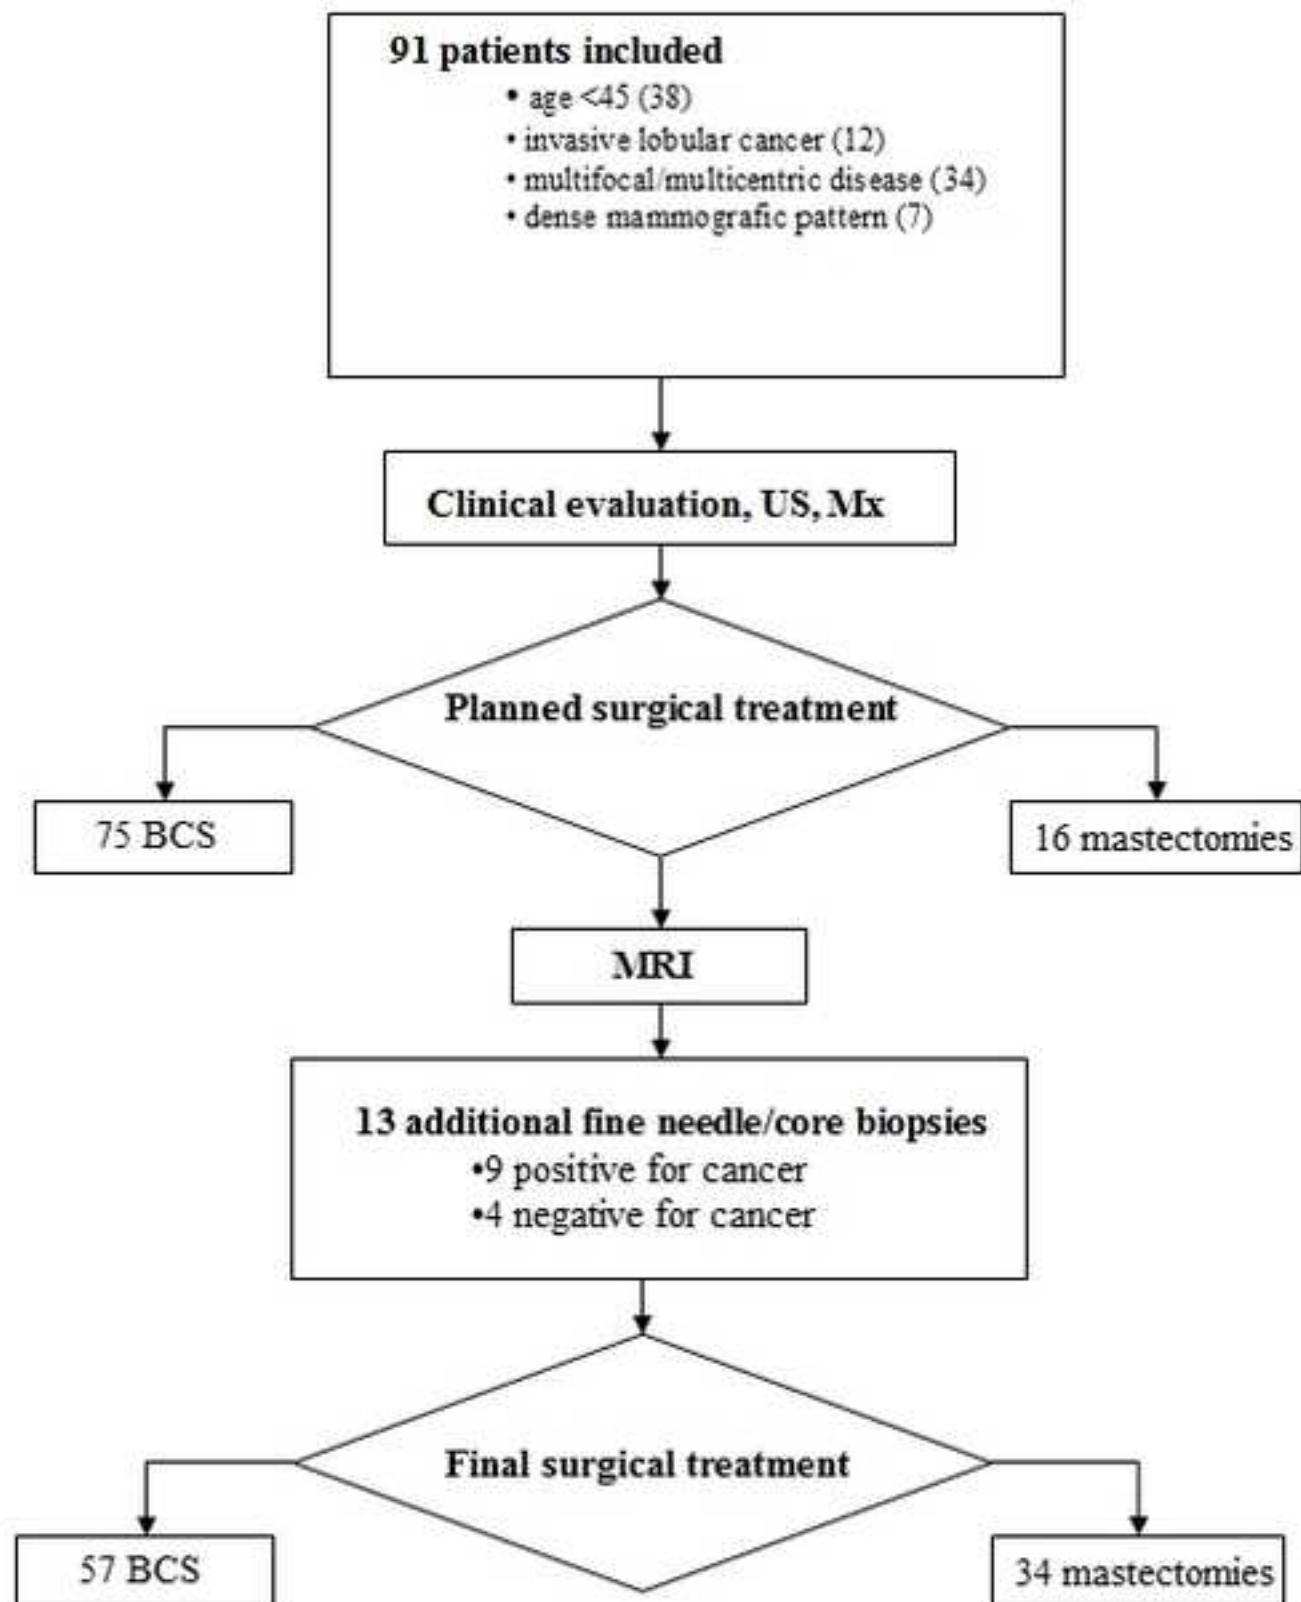 91 patients included
• age <45 (38)
• invasive lobular cancer (12)
• multifocal/multicentric disease (34)
• dense mammografic pattern (7)
Clinical evaluation, US, Mx
Planned surgical treatment
75 BCS
16 mastectomies
MRI
13 additional fine needle/core biopsies
•9 positive for cancer
•4 negative for cancer
Final surgical treatment
57 BCS
34 mastectomies